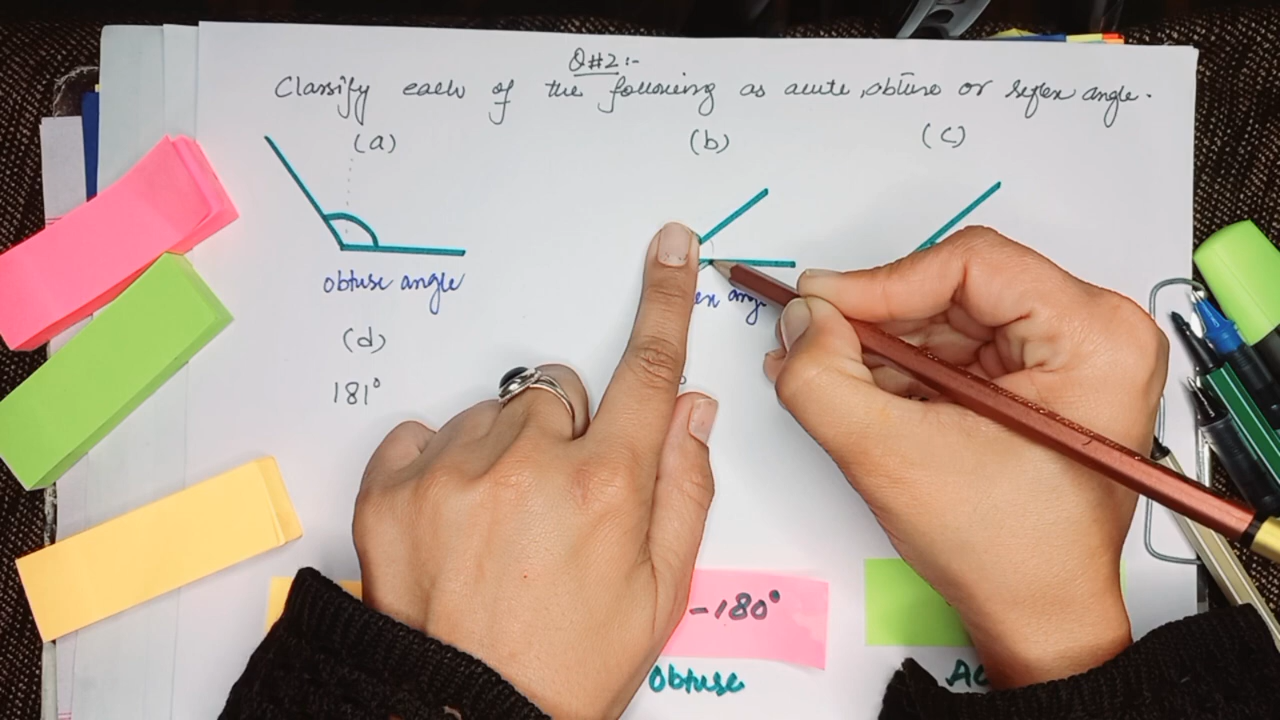 Q#2:-
Classify each of the following as acute, obtuse or reflex angle.
(a) (b) (c)
obtuse angle
(d)
181°
-180°
Obtuse